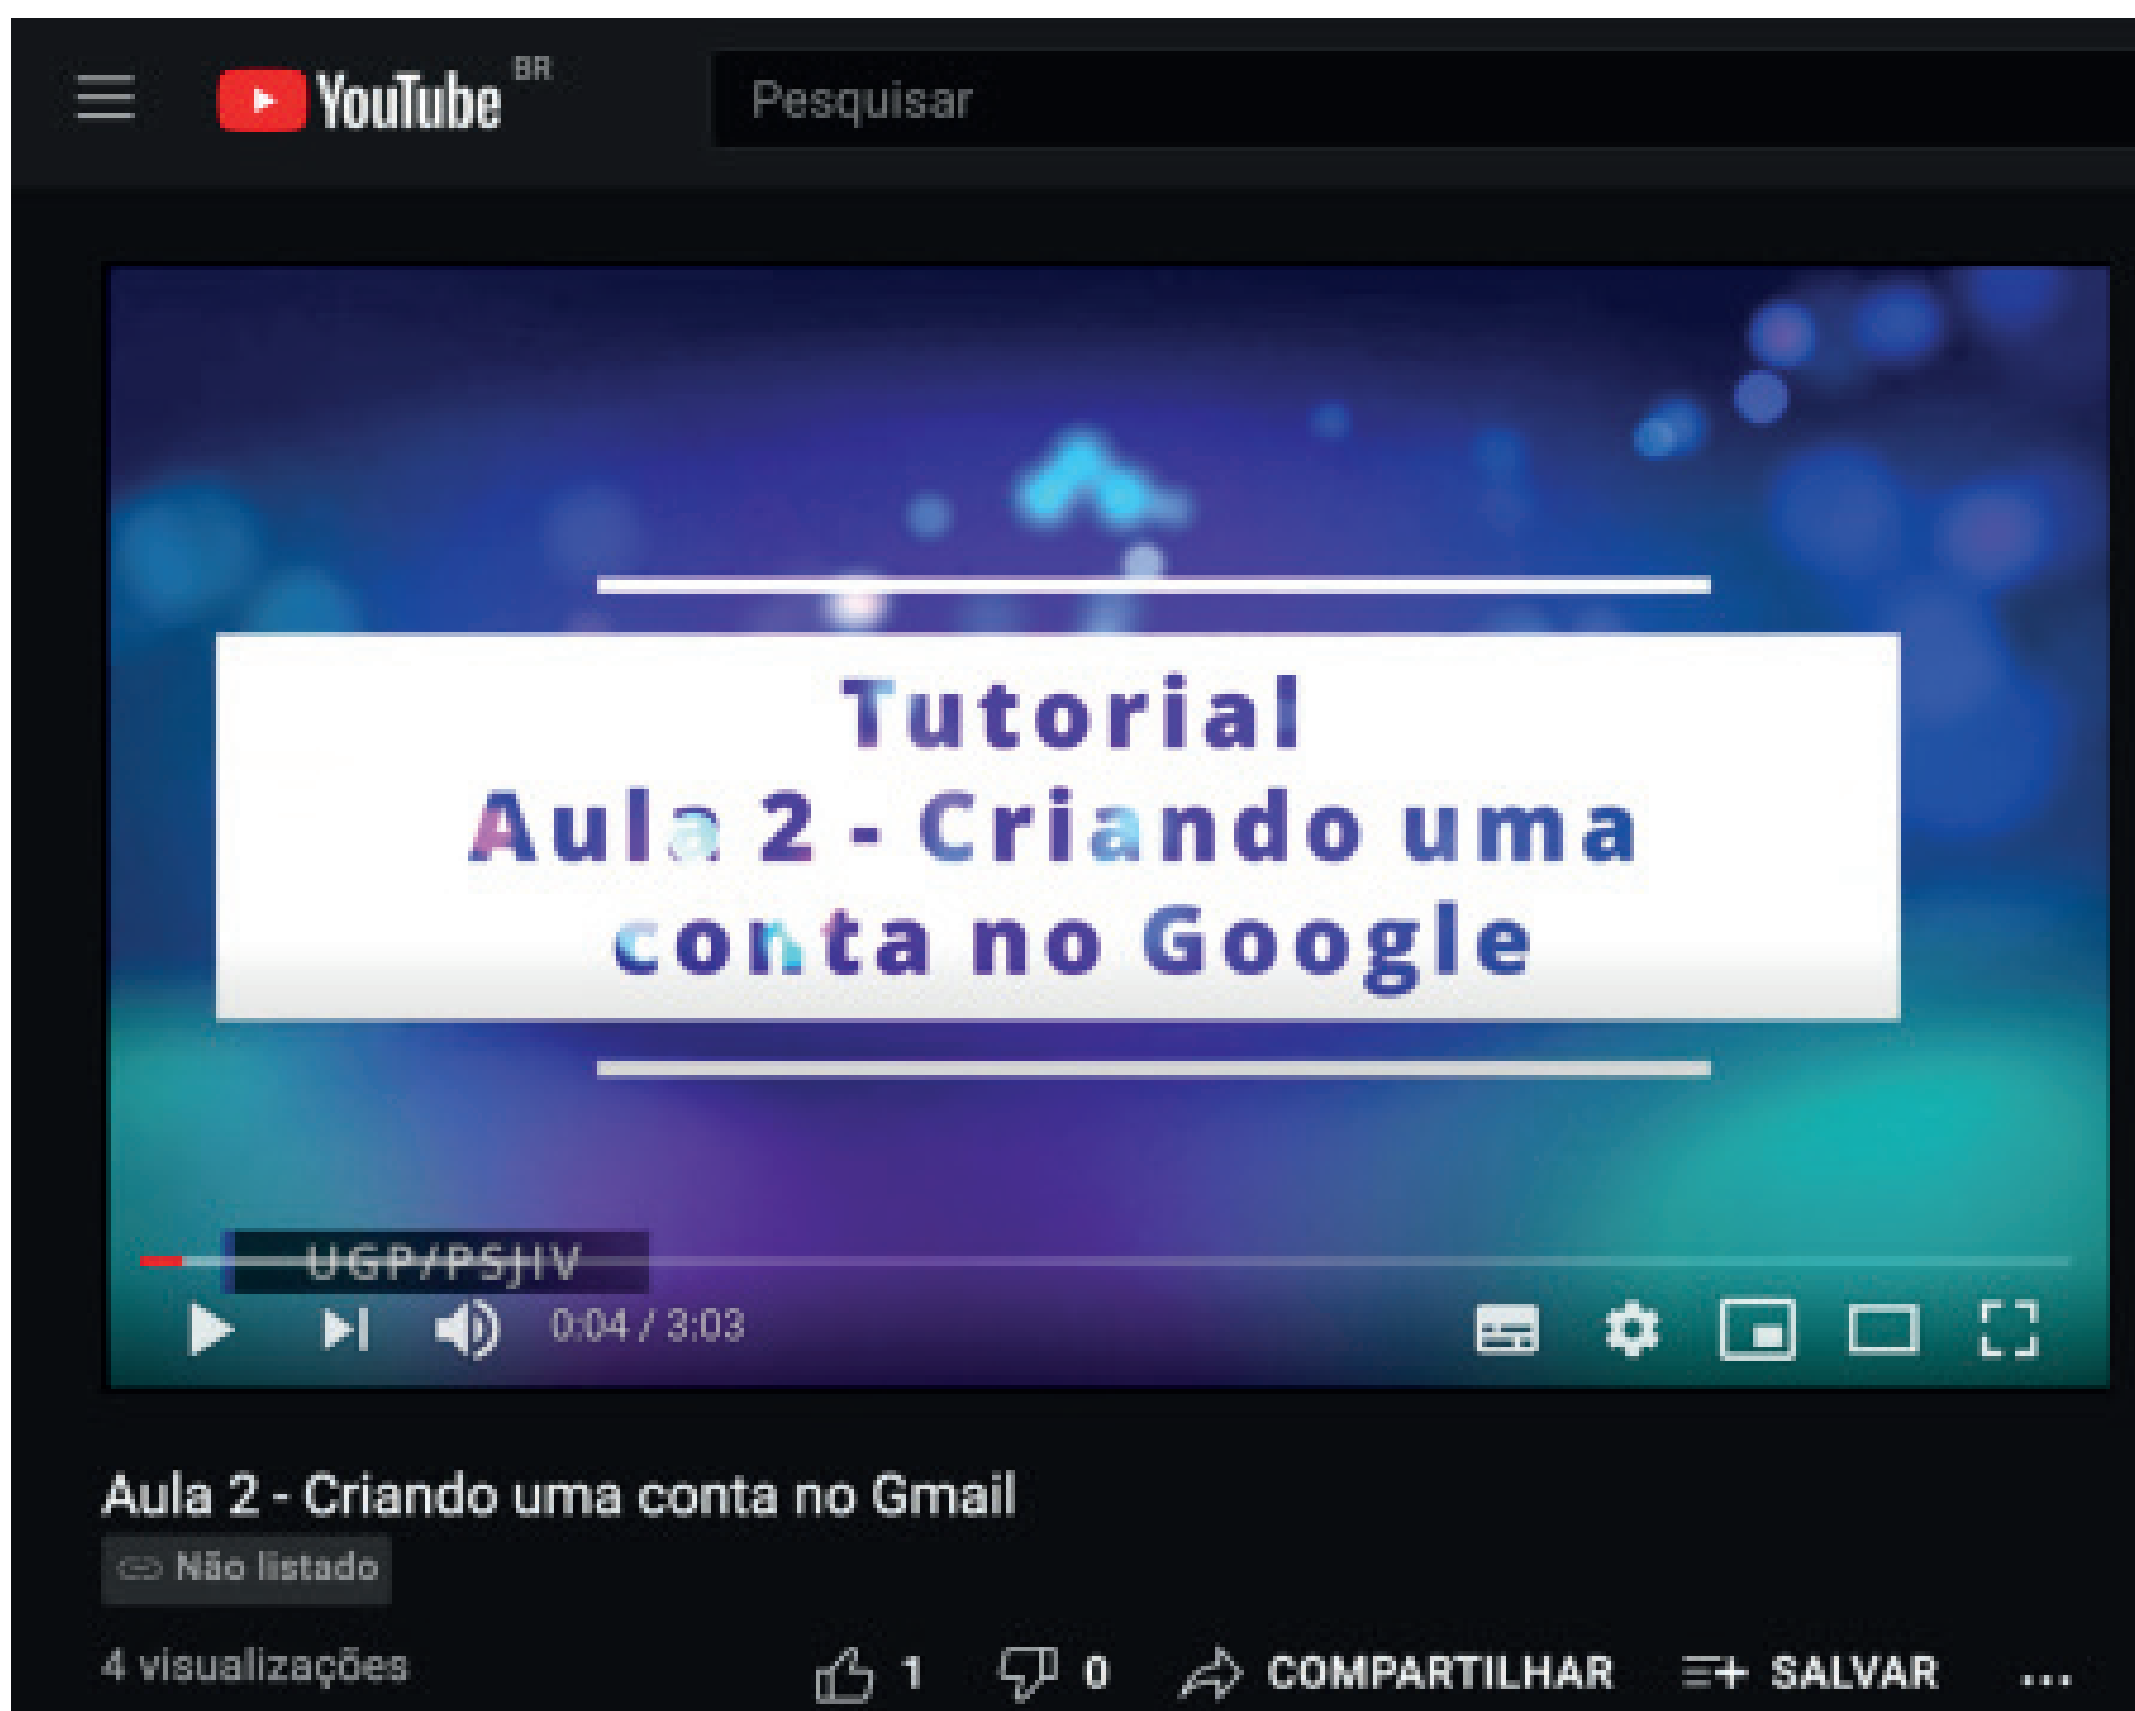 YouTube BR
Pesquisar
Tutorial
Aula 2 - Criando uma
conta no Google
UGP/PSJIV
0:04 / 3:03
Aula 2 - Criando uma conta no Gmail
Não listado
4 visualizações 1 0 COMPARTILHAR SALVAR ...